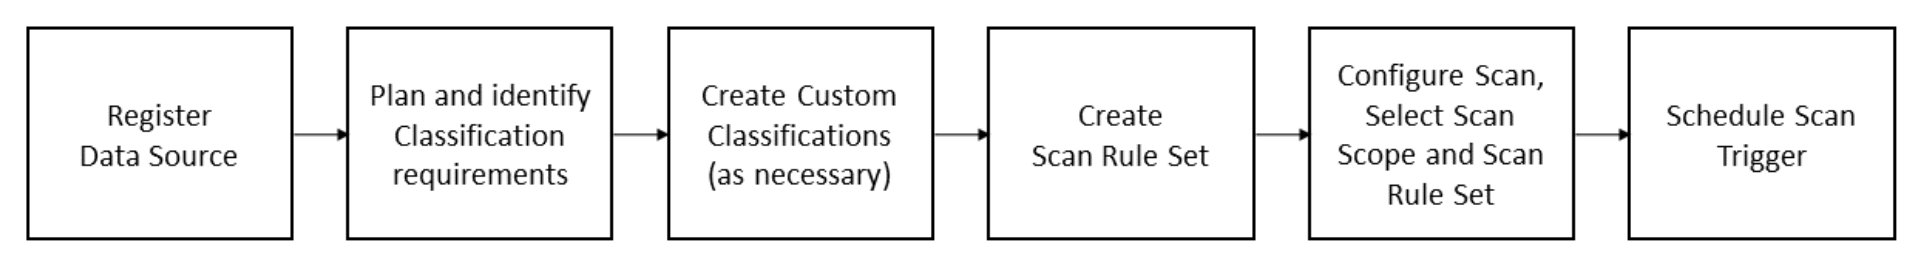 Register
Data Source
Plan and identify
Classification
requirements
Create Custom
Classifications
(as necessary)
Create
Scan Rule Set
Configure Scan,
Select Scan
Scope and Scan
Rule Set
Schedule Scan
Trigger